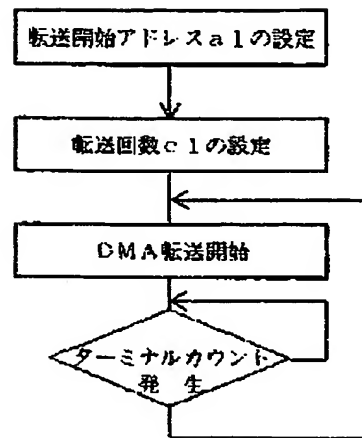 転送開始アドレスａ１の設定
転送回数ｃ１の設定
ＤＭＡ転送開始
ターミナルカウント
発　生